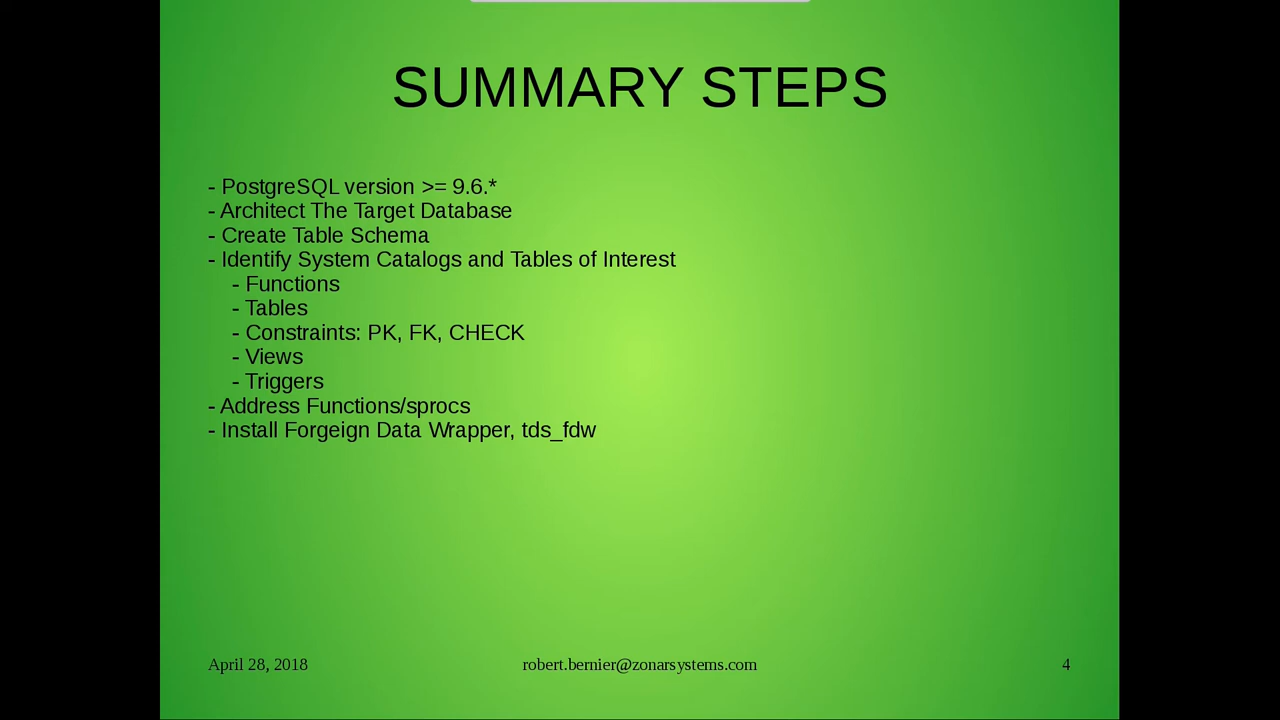 SUMMARY STEPS
- PostgreSQL version >= 9.6.*
- Architect The Target Database
- Create Table Schema
- Identify System Catalogs and Tables of Interest
- Functions
- Tables
- Constraints: PK, FK, CHECK
- Views
- Triggers
- Address Functions/sprocs
- Install Forgeign Data Wrapper, tds_fdw
April 28, 2018
robert.bernier@zonarsystems.com
4